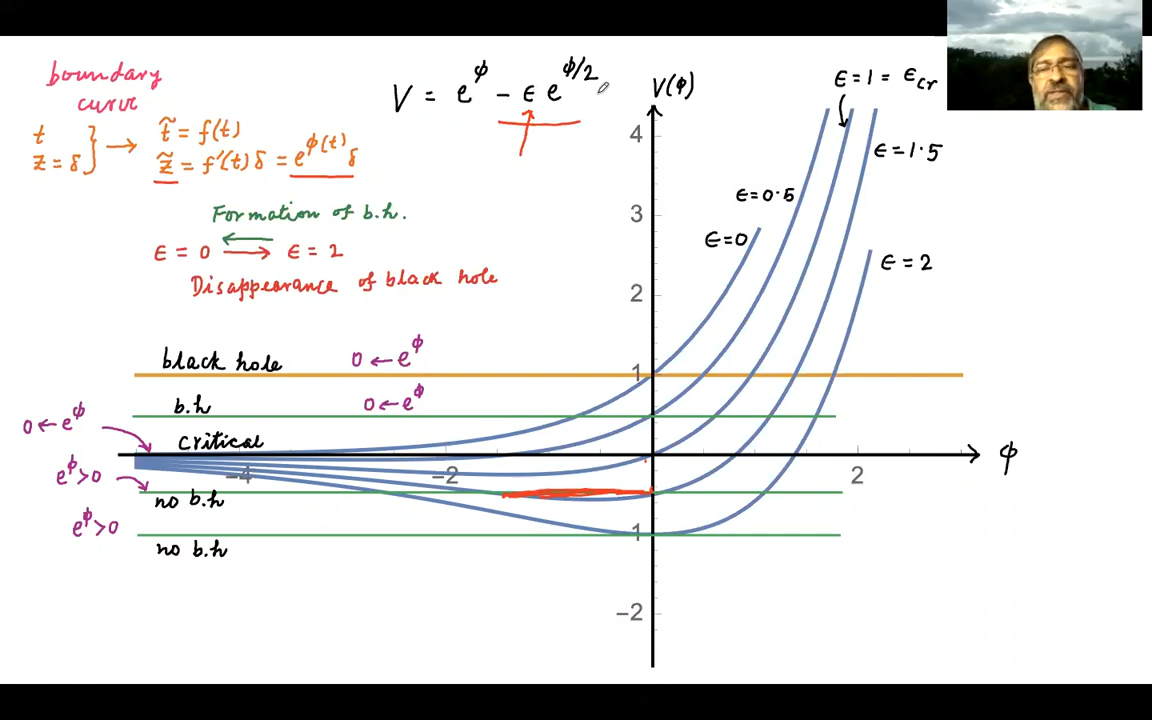 boundary
curve
t
z = δ
→
t̃ = f(t)
z̃ = f'(t) δ = e^ϕ(t) δ
Formation of b.h.
ϵ = 0 ⟶ ϵ = 2
Disappearance of black hole
V = e^ϕ − ϵ e^ϕ/2
V(ϕ)
ϵ=1 = ϵcr
ϵ=1.5
ϵ=0.5
ϵ=0
ϵ=2
4
3
2
1
black hole
0 ← e^ϕ
b.h
0 ← e^ϕ
0 ← e^ϕ
critical
ϕ
−4
−2
2
e^ϕ>0
no b.h
e^ϕ>0
no b.h
1
−2